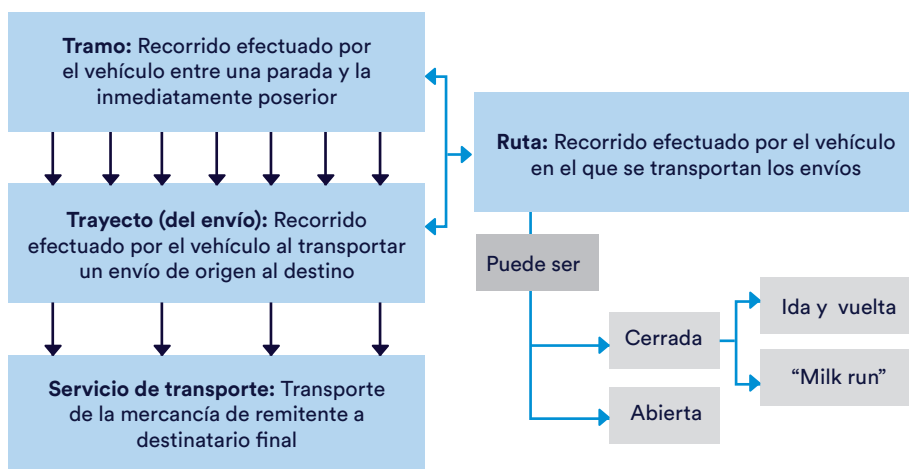 Tramo: Recorrido efectuado por
el vehículo entre una parada y la
inmediatamente poserior
Trayecto (del envío): Recorrido
efectuado por el vehículo al transportar
un envío de origen al destino
Servicio de transporte: Transporte
de la mercancía de remitente a
destinatario final
Ruta: Recorrido efectuado por el vehículo
en el que se transportan los envíos
Puede ser
Cerrada
Abierta
Ida y vuelta
“Milk run”